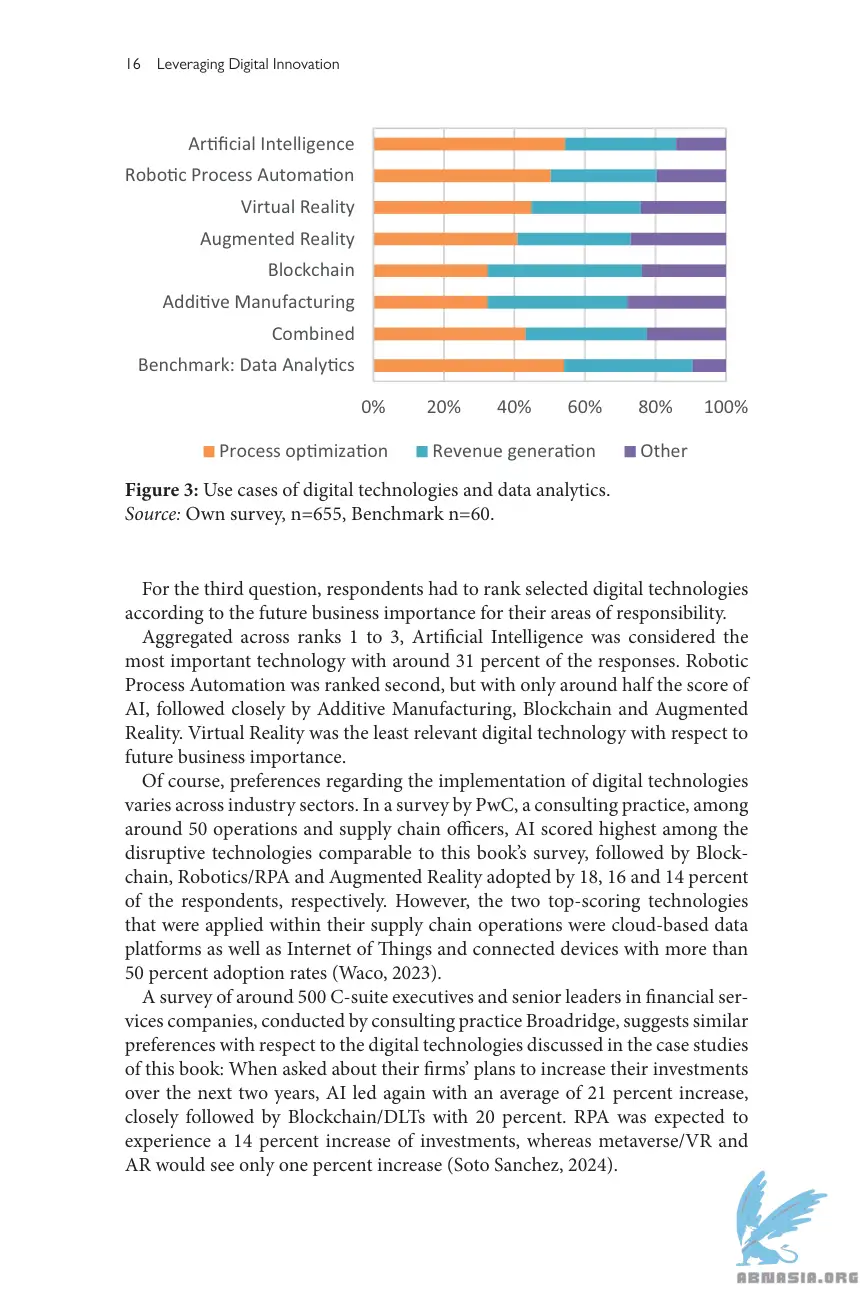 16 Leveraging Digital Innovation
Artificial Intelligence
Robotic Process Automation
Virtual Reality
Augmented Reality
Blockchain
Additive Manufacturing
Combined
Benchmark: Data Analytics
0% 20% 40% 60% 80% 100%
Process optimization Revenue generation Other
Figure 3: Use cases of digital technologies and data analytics.
Source: Own survey, n=655, Benchmark n=60.
For the third question, respondents had to rank selected digital technologies
according to the future business importance for their areas of responsibility.
Aggregated across ranks 1 to 3, Artificial Intelligence was considered the
most important technology with around 31 percent of the responses. Robotic
Process Automation was ranked second, but with only around half the score of
AI, followed closely by Additive Manufacturing, Blockchain and Augmented
Reality. Virtual Reality was the least relevant digital technology with respect to
future business importance.
Of course, preferences regarding the implementation of digital technologies
varies across industry sectors. In a survey by PwC, a consulting practice, among
around 50 operations and supply chain officers, AI scored highest among the
disruptive technologies comparable to this book's survey, followed by Block-
chain, Robotics/RPA and Augmented Reality adopted by 18, 16 and 14 percent
of the respondents, respectively. However, the two top-scoring technologies
that were applied within their supply chain operations were cloud-based data
platforms as well as Internet of Things and connected devices with more than
50 percent adoption rates (Waco, 2023).
A survey of around 500 C-suite executives and senior leaders in financial ser-
vices companies, conducted by consulting practice Broadridge, suggests similar
preferences with respect to the digital technologies discussed in the case studies
of this book: When asked about their firms' plans to increase their investments
over the next two years, AI led again with an average of 21 percent increase,
closely followed by Blockchain/DLTs with 20 percent. RPA was expected to
experience a 14 percent increase of investments, whereas metaverse/VR and
AR would see only one percent increase (Soto Sanchez, 2024).
ABNASIA.ORG